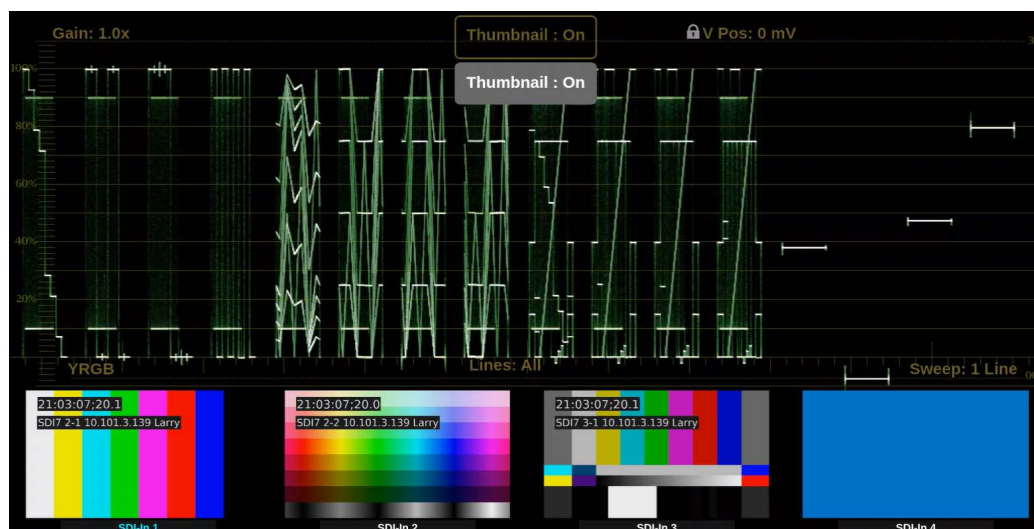 Gain: 1.0x
Thumbnail : On
V Pos: 0 mV
Thumbnail : On
100%
80%
60%
40%
20%
YRGB
Lines: All
Sweep: 1 Line
21:03:07;20.1
SDI7 2-1 10.101.3.139 Larry
21:03:07;20.0
SDI7 2-2 10.101.3.139 Larry
21:03:07;20.1
SDI7 3-1 10.101.3.139 Larry
SDI-In 1
SDI-In 2
SDI-In 3
SDI-In 4